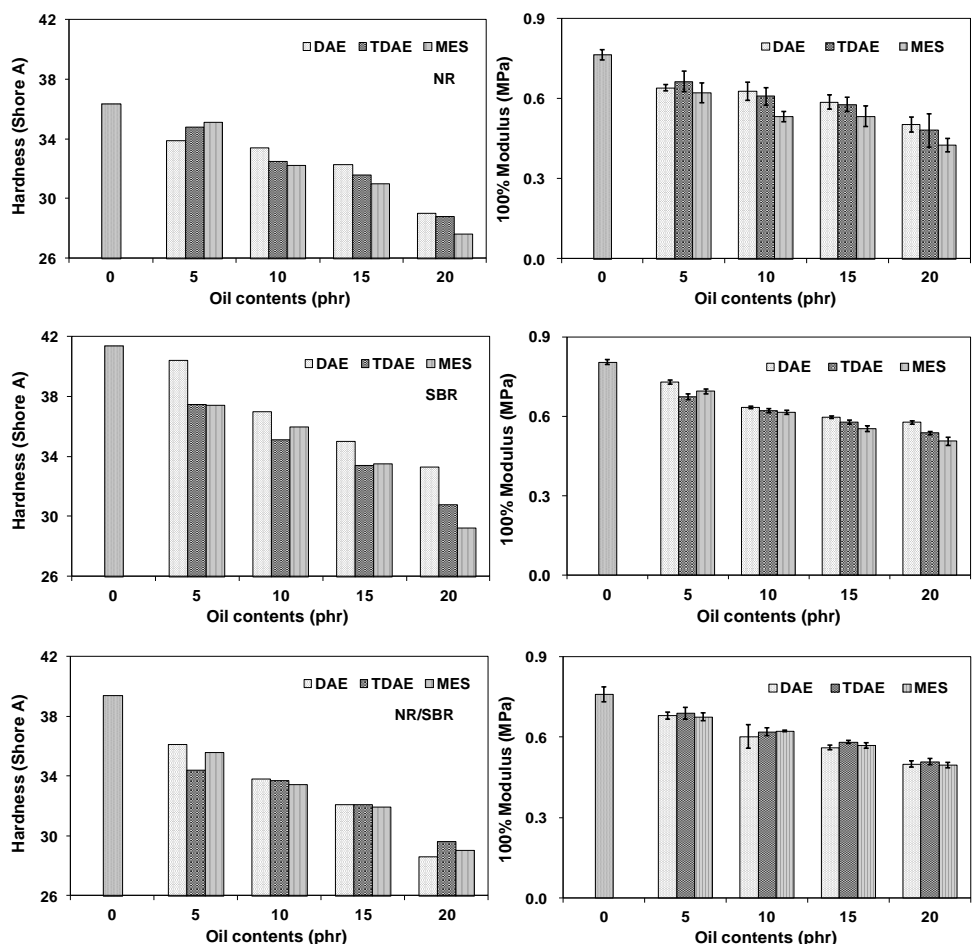 42
38
34
30
26
Hardness (Shore A)
DAE TDAE MES
NR
0 5 10 15 20
Oil contents (phr)
0.9
0.6
0.3
0.0
100% Modulus (MPa)
DAE TDAE MES
0 5 10 15 20
Oil contents (phr)
42
38
34
30
26
Hardness (Shore A)
DAE TDAE MES
SBR
0 5 10 15 20
Oil contents (phr)
0.9
0.6
0.3
0.0
100% Modulus (MPa)
DAE TDAE MES
0 5 10 15 20
Oil contents (phr)
42
38
34
30
26
Hardness (Shore A)
DAE TDAE MES
NR/SBR
0 5 10 15 20
Oil contents (phr)
0.9
0.6
0.3
0.0
100% Modulus (MPa)
DAE TDAE MES
0 5 10 15 20
Oil contents (phr)